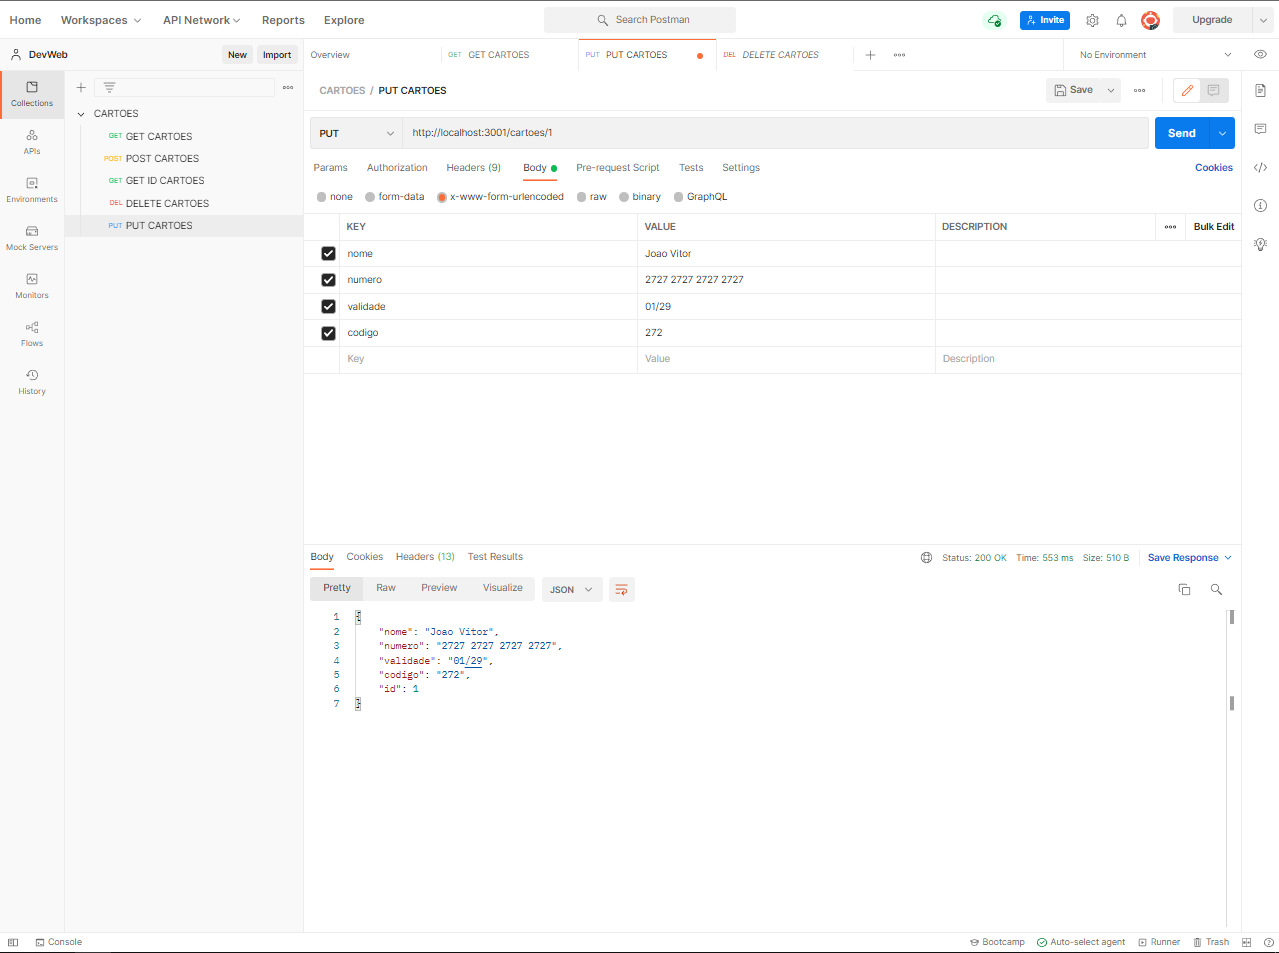 Home Workspaces API Network Reports Explore Search Postman Invite Upgrade
DevWeb New Import Overview GET GET CARTOES PUT PUT CARTOES DEL DELETE CARTOES No Environment
CARTOES / PUT CARTOES Save
Collections
APIs
Environments
Mock Servers
Monitors
Flows
History
CARTOES
GET GET CARTOES
POST POST CARTOES
GET GET ID CARTOES
DEL DELETE CARTOES
PUT PUT CARTOES
PUT http://localhost:3001/cartoes/1 Send
Params Authorization Headers (9) Body Pre-request Script Tests Settings Cookies
none form-data x-www-form-urlencoded raw binary GraphQL
KEY VALUE DESCRIPTION Bulk Edit
nome Joao Vitor
numero 2727 2727 2727 2727
validade 01/29
codigo 272
Key Value Description
Body Cookies Headers (13) Test Results Status: 200 OK Time: 553 ms Size: 510 B Save Response
Pretty Raw Preview Visualize JSON
1 {
2 "nome": "Joao Vitor",
3 "numero": "2727 2727 2727 2727",
4 "validade": "01/29",
5 "codigo": "272",
6 "id": 1
7 }
Console Bootcamp Auto-select agent Runner Trash